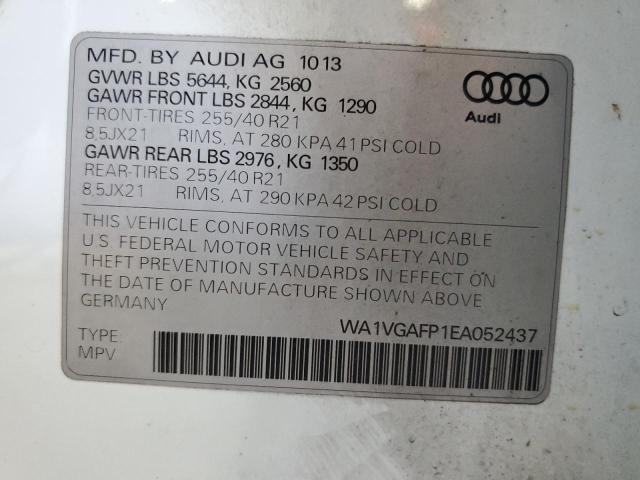 MFD. BY AUDI AG 10 13
GVWR LBS 5644, KG 2560
GAWR FRONT LBS 2844, KG 1290
FRONT-TIRES 255/40 R21
8,5JX21 RIMS, AT 280 KPA 41 PSI COLD
GAWR REAR LBS 2976, KG 1350
REAR-TIRES 255/40 R21
8,5JX21 RIMS, AT 290 KPA 42 PSI COLD
Audi
THIS VEHICLE CONFORMS TO ALL APPLICABLE
U.S. FEDERAL MOTOR VEHICLE SAFETY AND
THEFT PREVENTION STANDARDS IN EFFECT ON
THE DATE OF MANUFACTURE SHOWN ABOVE
GERMANY
WA1VGAFP1EA052437
TYPE:
MPV